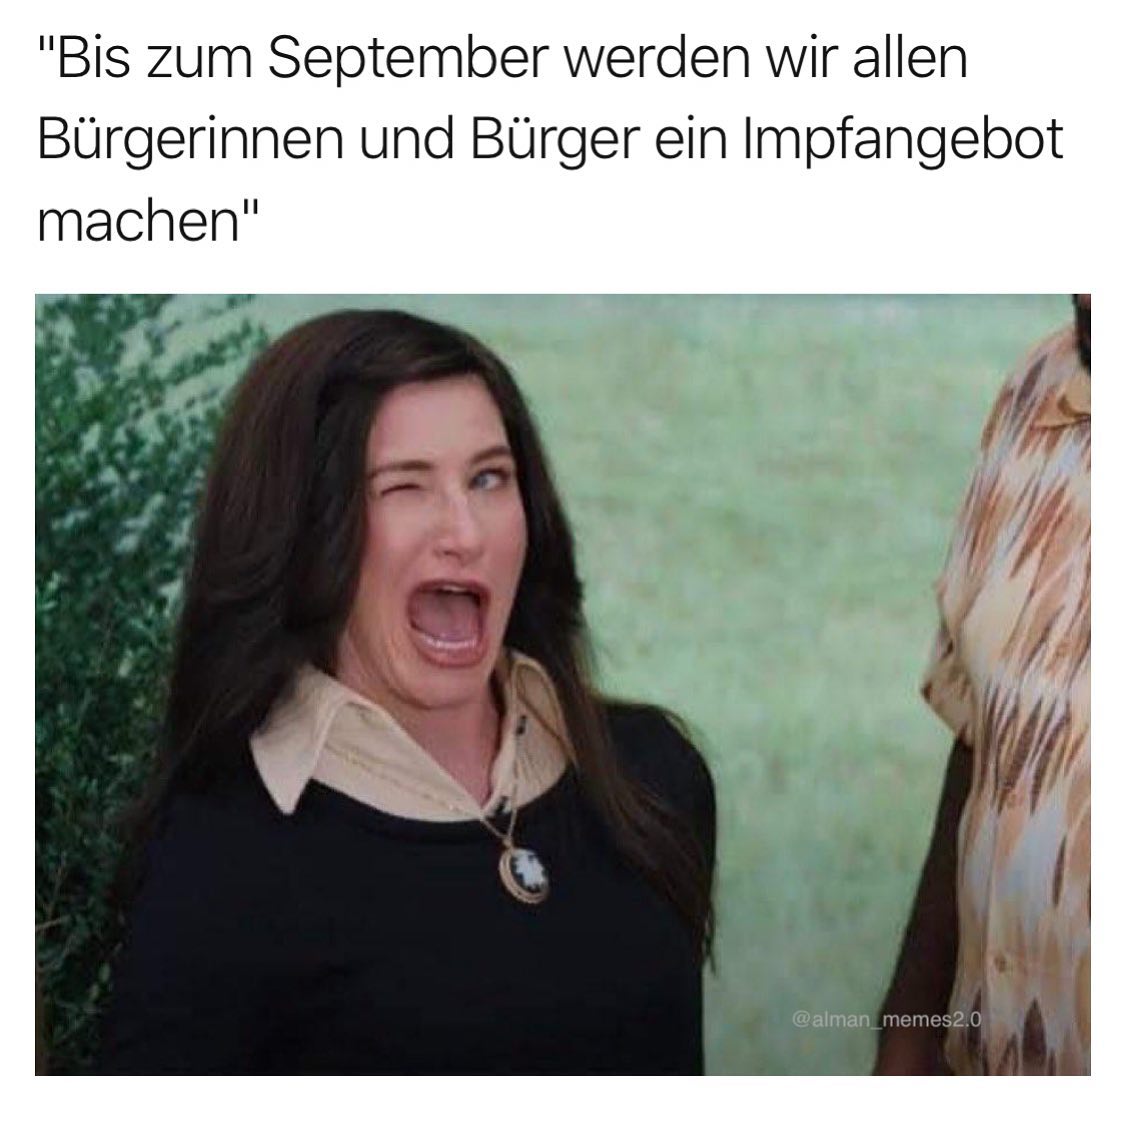 "Bis zum September werden wir allen
Bürgerinnen und Bürger ein Impfangebot
machen"
@alman_memes2.0